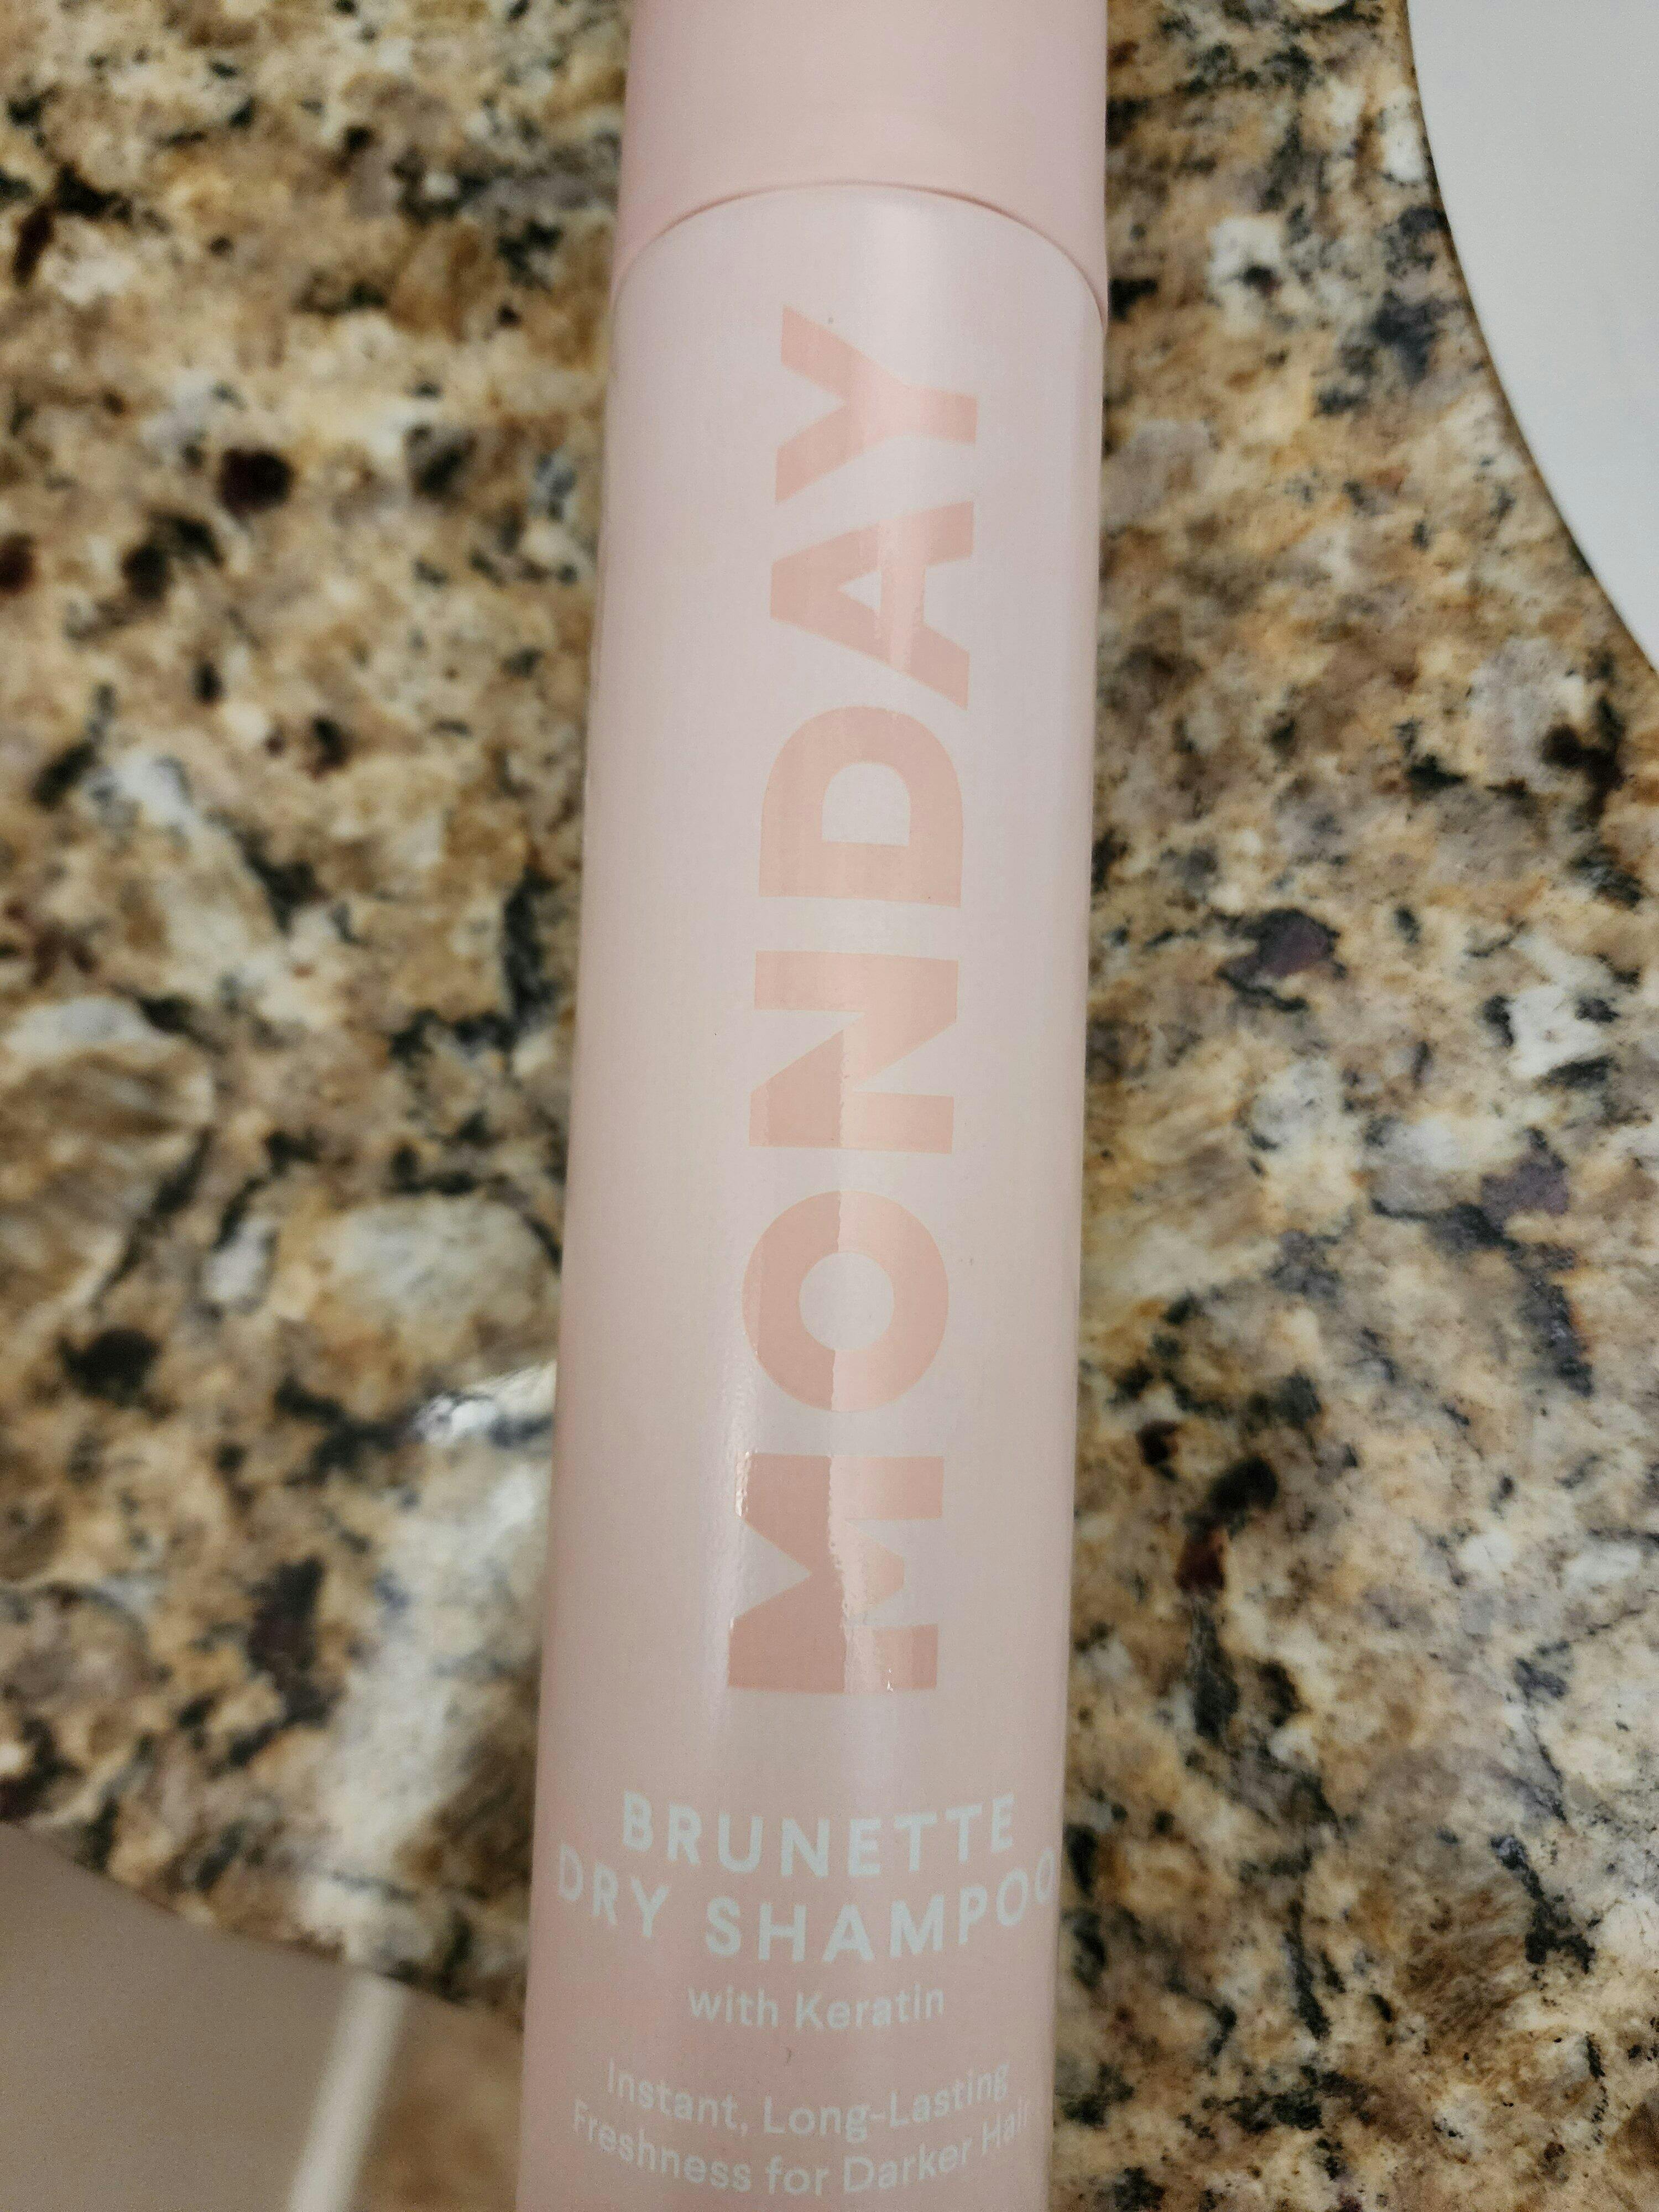 MONDAY
BRUNETTE
DRY SHAMPOO
with Keratin
Instant, Long-Lasting
Freshness for Darker Hair